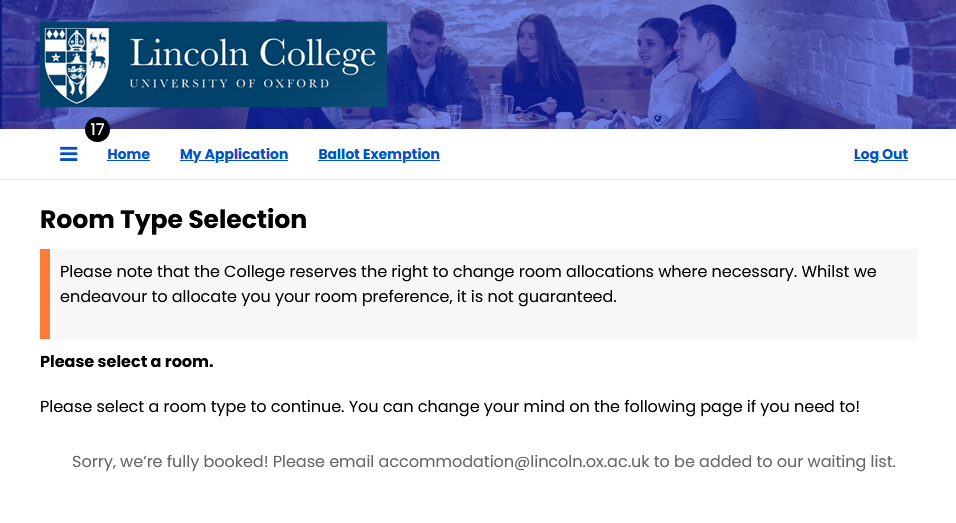 Lincoln College
UNIVERSITY OF OXFORD
17
Home My Application Ballot Exemption Log Out
Room Type Selection
Please note that the College reserves the right to change room allocations where necessary. Whilst we
endeavour to allocate you your room preference, it is not guaranteed.
Please select a room.
Please select a room type to continue. You can change your mind on the following page if you need to!
Sorry, we’re fully booked! Please email accommodation@lincoln.ox.ac.uk to be added to our waiting list.